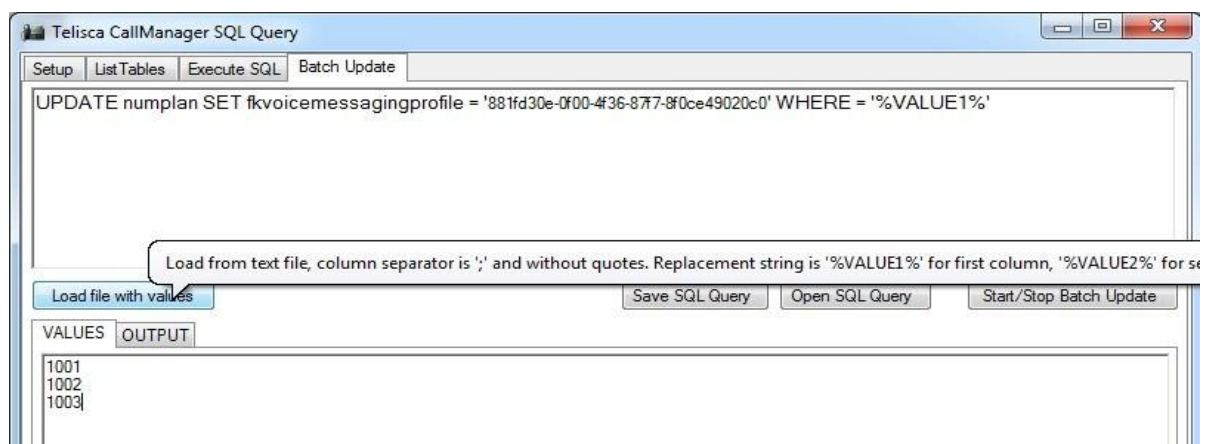 Telisca CallManager SQL Query
Setup List Tables Execute SQL Batch Update
UPDATE numplan SET fkvoicemessagingprofile = '881fd30e-0f00-4f36-87f7-8f0ce49020c0' WHERE = '%VALUE1%'
Load from text file, column separator is ';' and without quotes. Replacement string is '%VALUE1%' for first column, '%VALUE2%' for se
Load file with values Save SQL Query Open SQL Query Start/Stop Batch Update
VALUES OUTPUT
1001
1002
1003